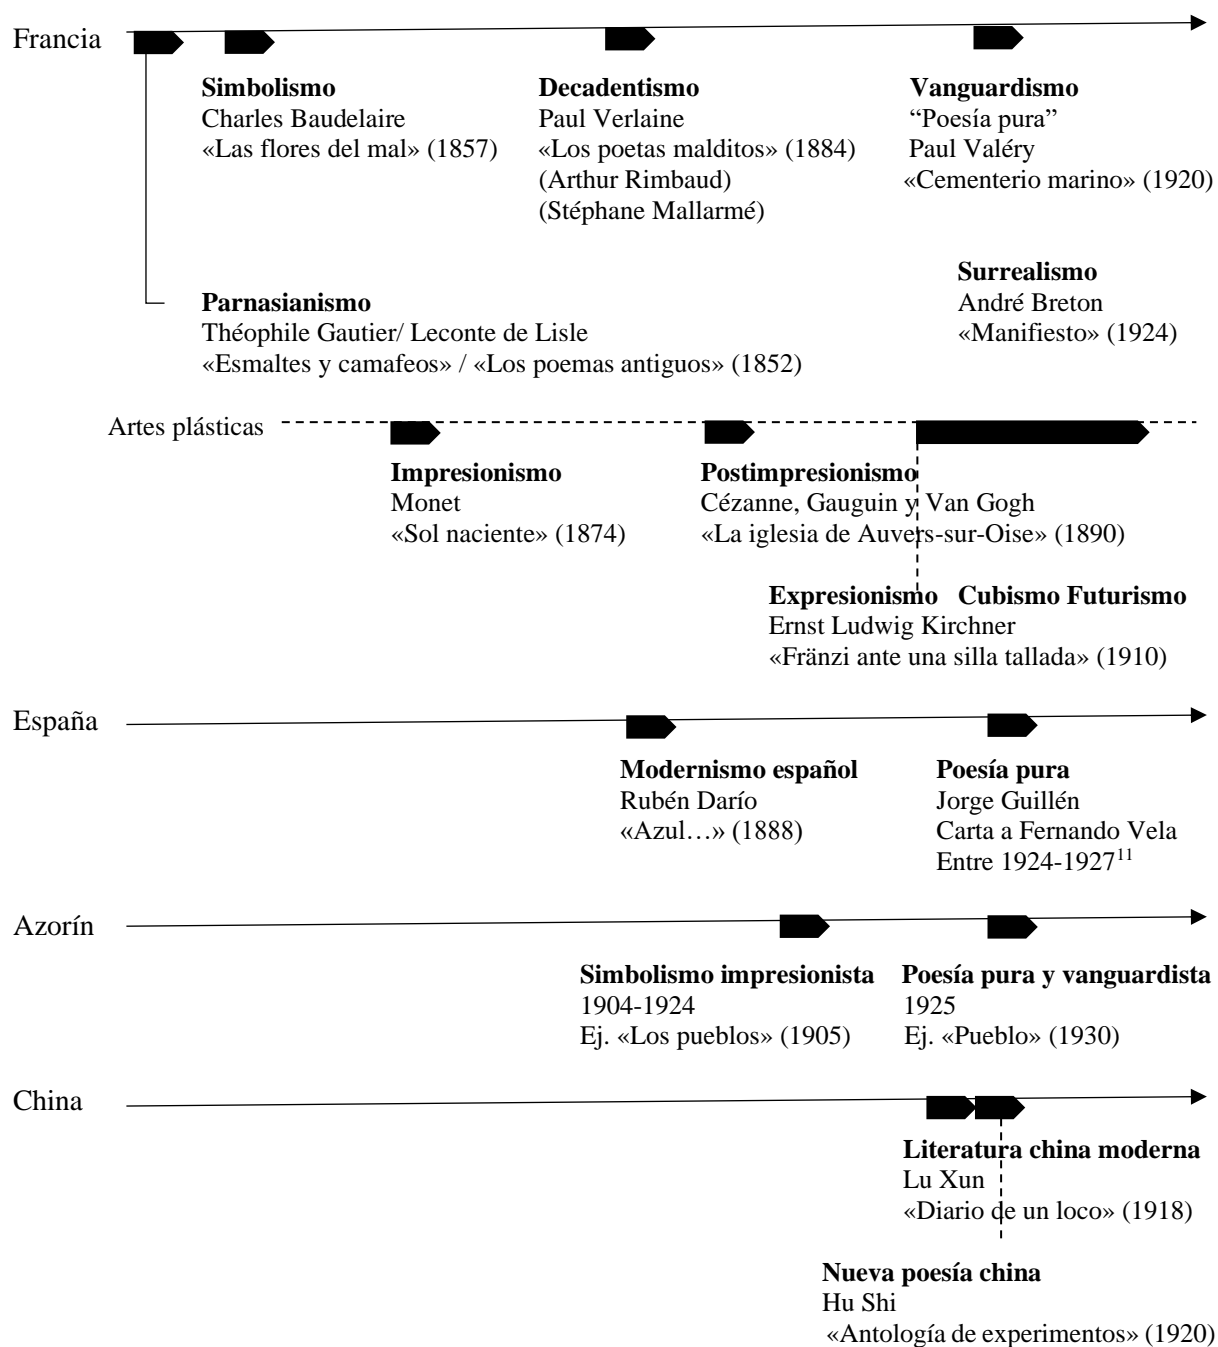 Francia
Simbolismo
Charles Baudelaire
«Las flores del mal» (1857)
Decadentismo
Paul Verlaine
«Los poetas malditos» (1884)
(Arthur Rimbaud)
(Stéphane Mallarmé)
Vanguardismo
“Poesía pura”
Paul Valéry
«Cementerio marino» (1920)
Surrealismo
André Breton
«Manifiesto» (1924)
Parnasianismo
Théophile Gautier/ Leconte de Lisle
«Esmaltes y camafeos» / «Los poemas antiguos» (1852)
Artes plásticas
Impresionismo
Monet
«Sol naciente» (1874)
Postimpresionismo
Cézanne, Gauguin y Van Gogh
«La iglesia de Auvers-sur-Oise» (1890)
Expresionismo Cubismo Futurismo
Ernst Ludwig Kirchner
«Fränzi ante una silla tallada» (1910)
España
Modernismo español
Rubén Darío
«Azul…» (1888)
Poesía pura
Jorge Guillén
Carta a Fernando Vela
Entre 1924-1927¹¹
Azorín
Simbolismo impresionista
1904-1924
Ej. «Los pueblos» (1905)
Poesía pura y vanguardista
1925
Ej. «Pueblo» (1930)
China
Literatura china moderna
Lu Xun
«Diario de un loco» (1918)
Nueva poesía china
Hu Shi
«Antología de experimentos» (1920)